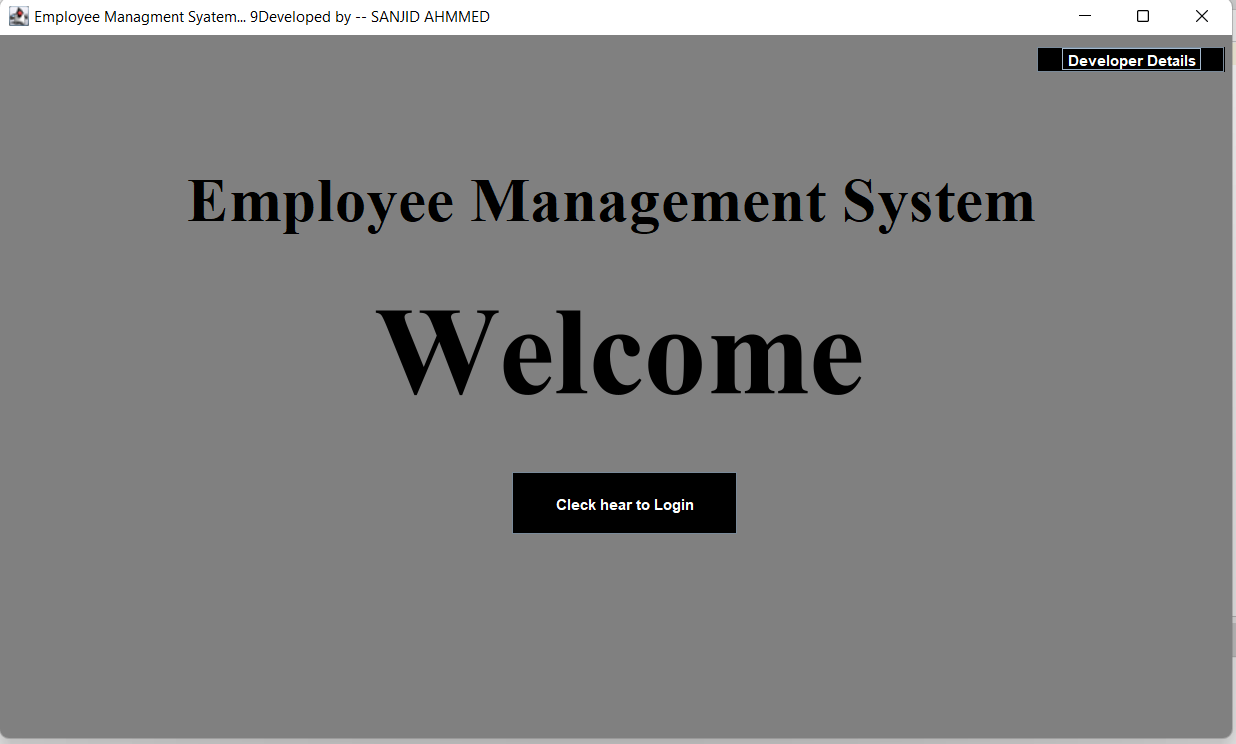 Employee Managment Syatem... 9Developed by -- SANJID AHMMED
Developer Details
Employee Management System
Welcome
Cleck hear to Login